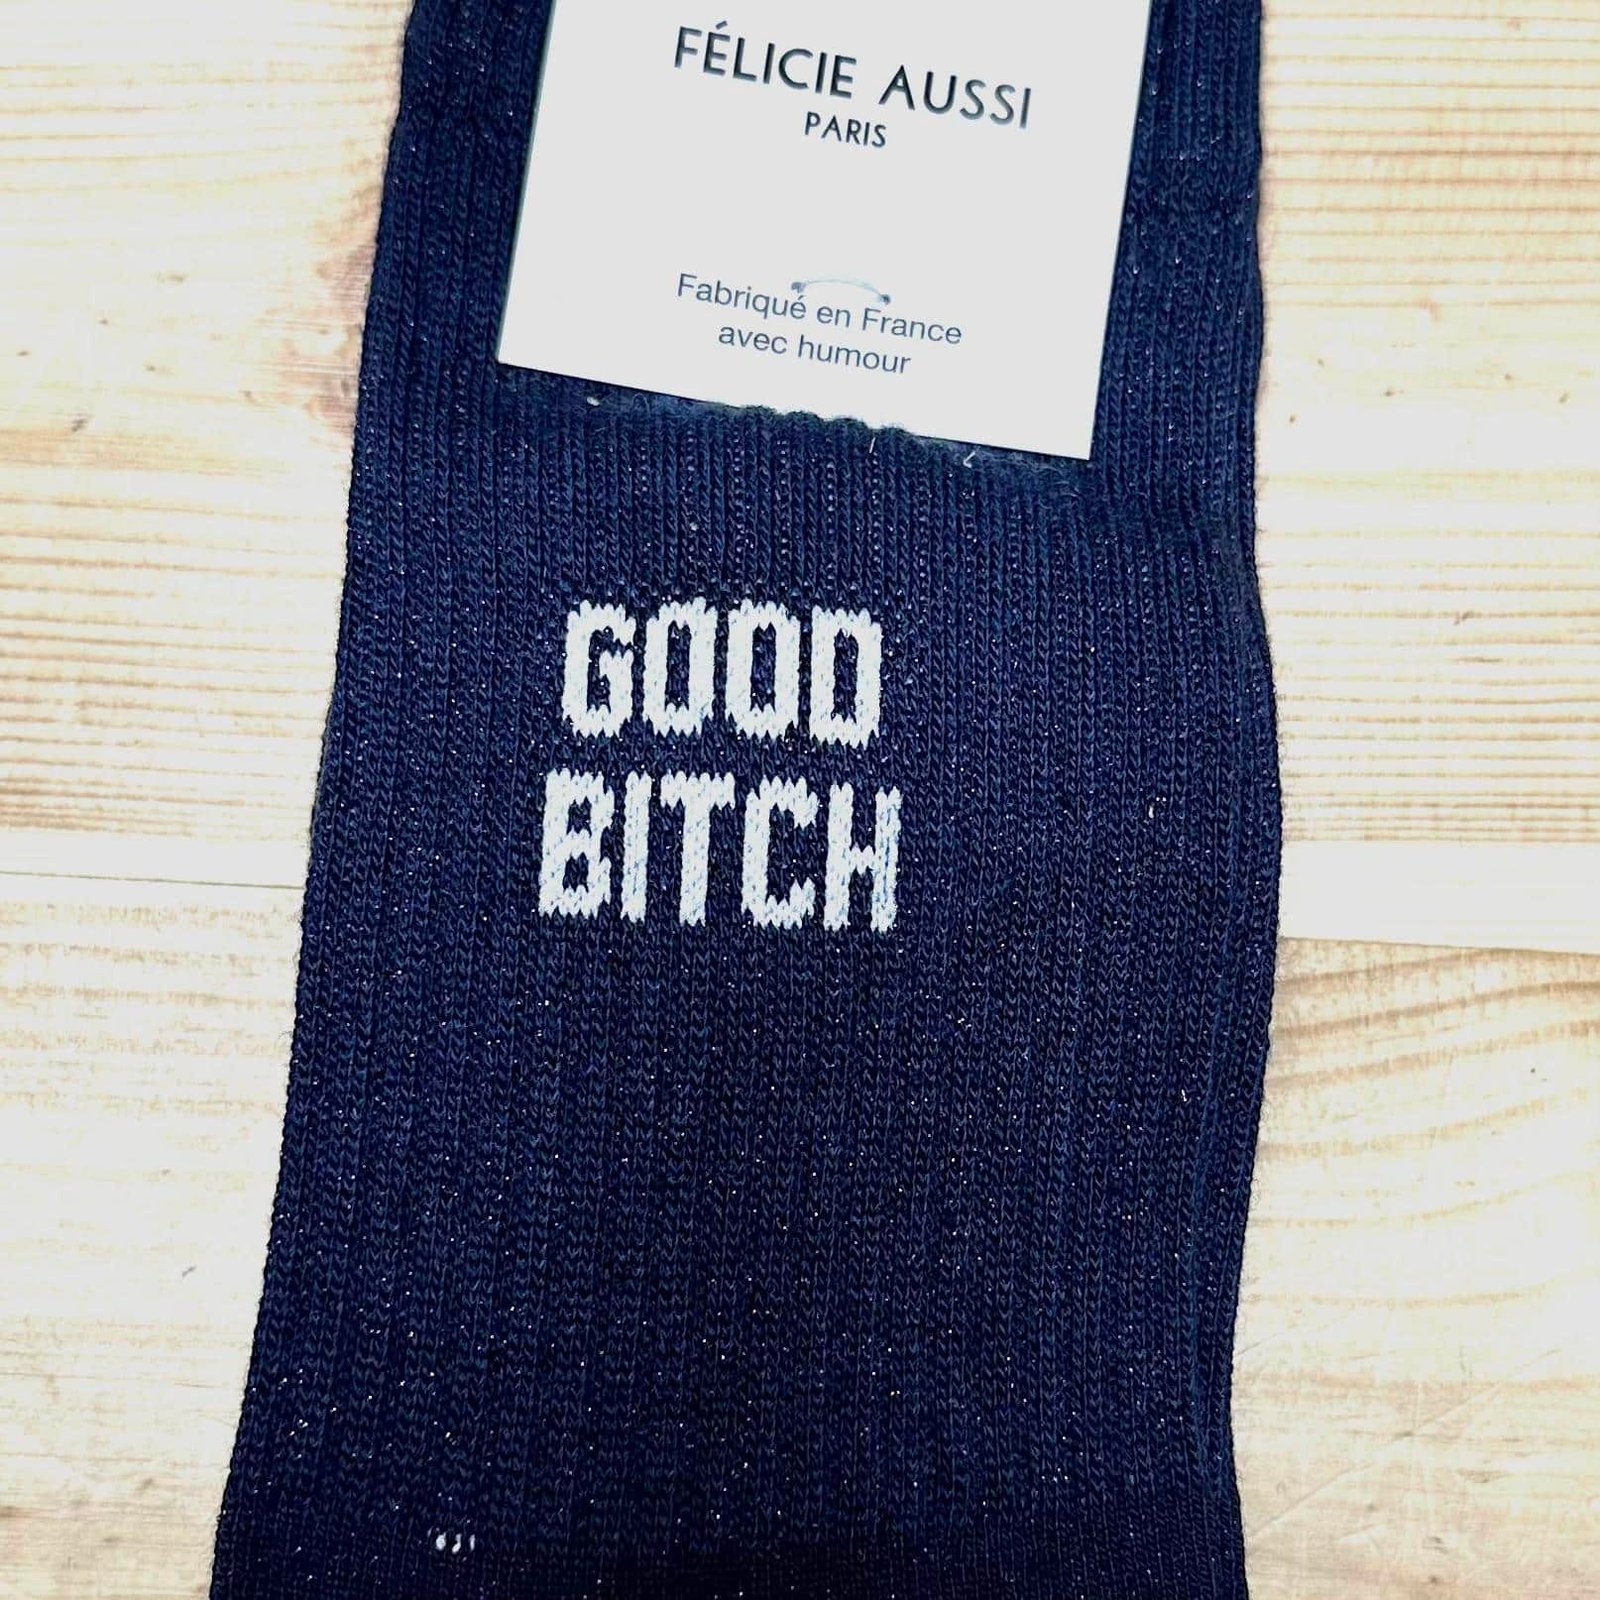 FÉLICIE AUSSI
PARIS
Fabriqué en France
avec humour
GOOD
BITCH